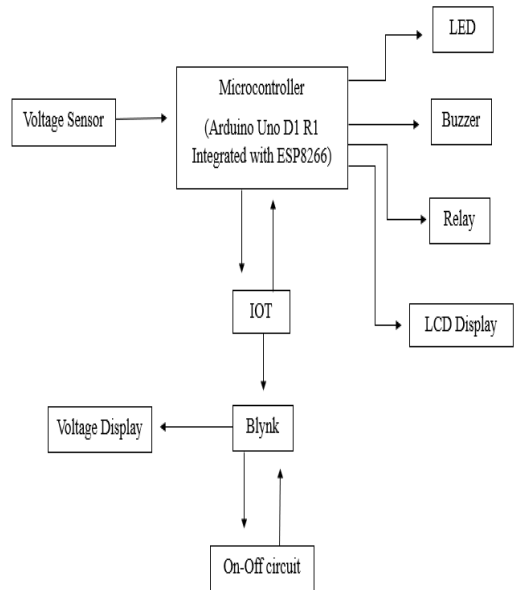 LED
Microcontroller
(Arduino Uno D1 R1
Integrated with ESP8266)
Voltage Sensor
Buzzer
Relay
IOT
LCD Display
Voltage Display
Blynk
On-Off circuit